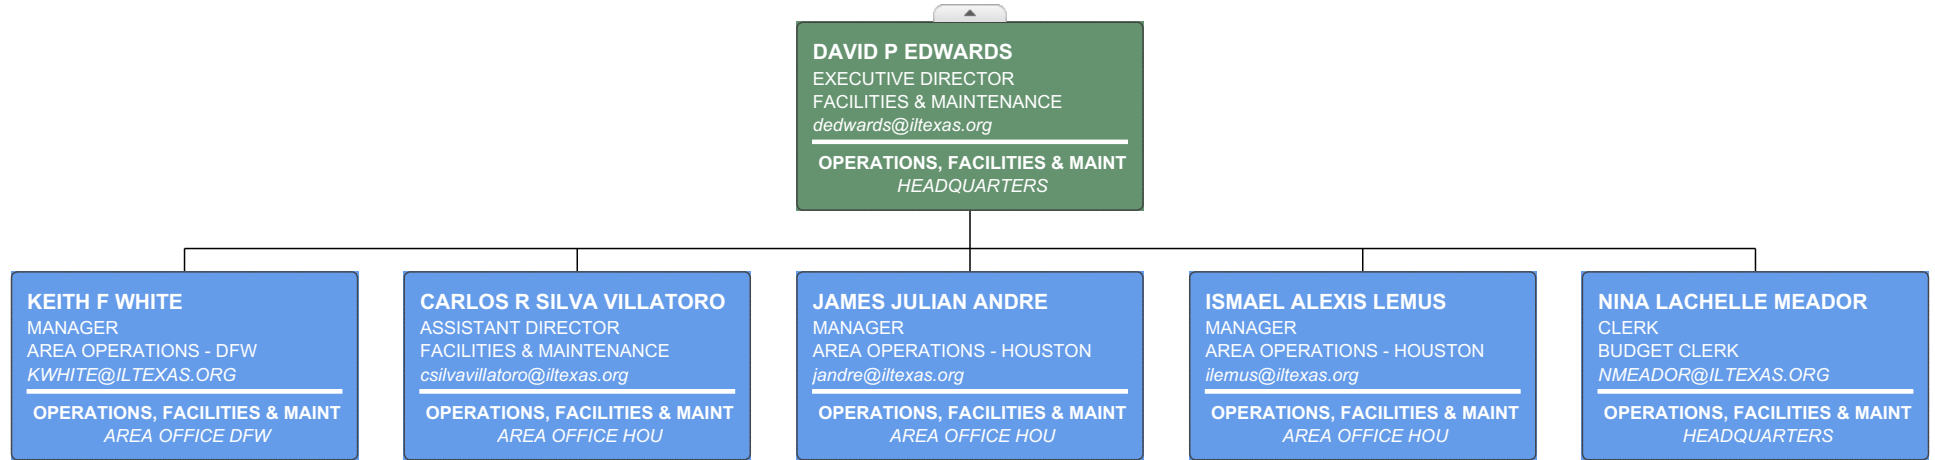 DAVID P EDWARDS
EXECUTIVE DIRECTOR
FACILITIES & MAINTENANCE
dedwards@iltexas.org
OPERATIONS, FACILITIES & MAINT
HEADQUARTERS
KEITH F WHITE
MANAGER
AREA OPERATIONS - DFW
KWHITE@ILTEXAS.ORG
OPERATIONS, FACILITIES & MAINT
AREA OFFICE DFW
CARLOS R SILVA VILLATORO
ASSISTANT DIRECTOR
FACILITIES & MAINTENANCE
csilvavillatoro@iltexas.org
OPERATIONS, FACILITIES & MAINT
AREA OFFICE HOU
JAMES JULIAN ANDRE
MANAGER
AREA OPERATIONS - HOUSTON
jandre@iltexas.org
OPERATIONS, FACILITIES & MAINT
AREA OFFICE HOU
ISMAEL ALEXIS LEMUS
MANAGER
AREA OPERATIONS - HOUSTON
ilemus@iltexas.org
OPERATIONS, FACILITIES & MAINT
AREA OFFICE HOU
NINA LACHELLE MEADOR
CLERK
BUDGET CLERK
NMEADOR@ILTEXAS.ORG
OPERATIONS, FACILITIES & MAINT
HEADQUARTERS